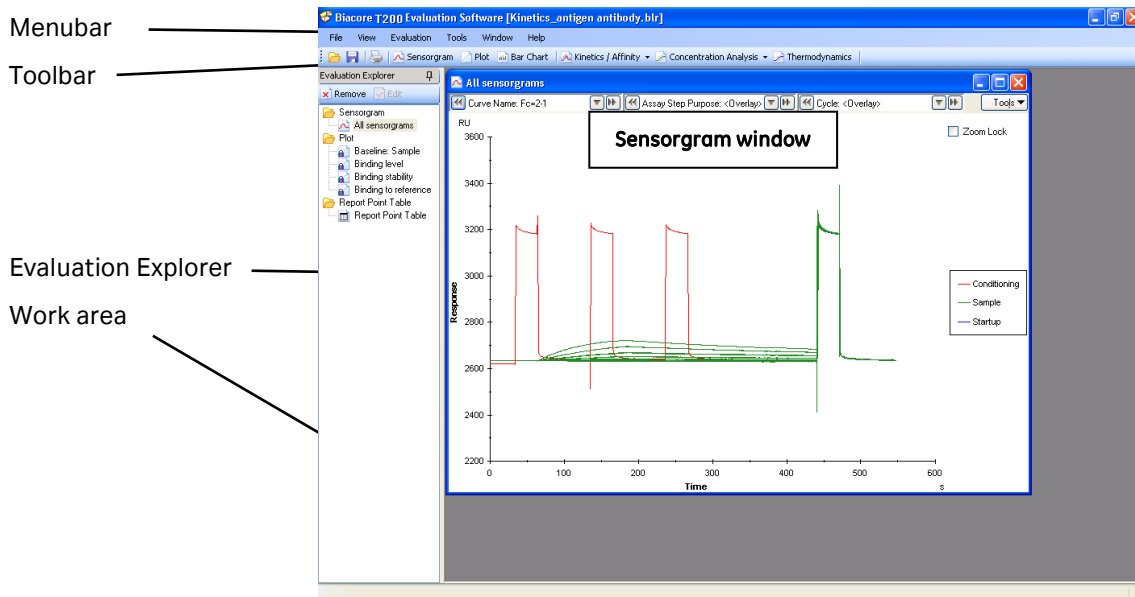 Biacore T200 Evaluation Software [Kinetics_antigen antibody.blr]
Menubar
File View Evaluation Tools Window Help
Sensorgram Plot Bar Chart Kinetics / Affinity Concentration Analysis Thermodynamics
Toolbar
Evaluation Explorer
Remove Edit
Sensorgram
All sensorgrams
Plot
Baseline: Sample
Binding level
Binding stability
Binding to reference
Report Point Table
Report Point Table
All sensorgrams
Curve Name: Fc=2-1 Assay Step Purpose: <Overlay> Cycle: <Overlay> Tools
RU
Sensorgram window
Zoom Lock
3600
3400
3200
3000
2800
2600
2400
2200
Response
0 100 200 300 400 500 600
Time
s
Conditioning
Sample
Startup
Evaluation Explorer
Work area